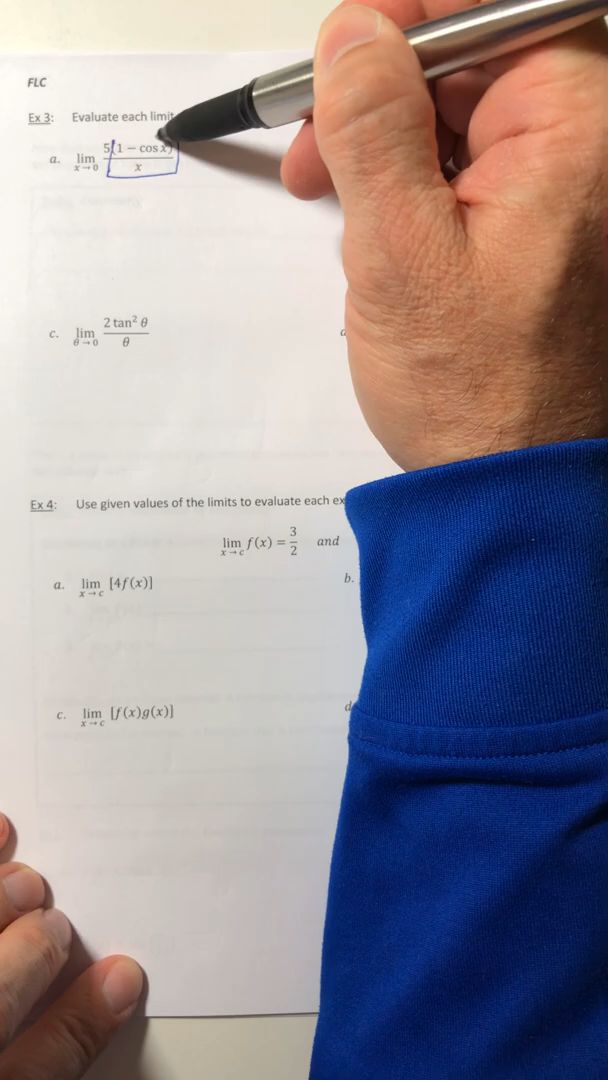 FLC
Ex 3: Evaluate each limit
a. lim x→0 5(1 − cos x) / x
c. lim θ→0 2 tan² θ / θ
Ex 4: Use given values of the limits to evaluate each
lim x→c f(x) = 3/2 and
a. lim x→c [4f(x)]
b.
c. lim x→c [f(x)g(x)]
d